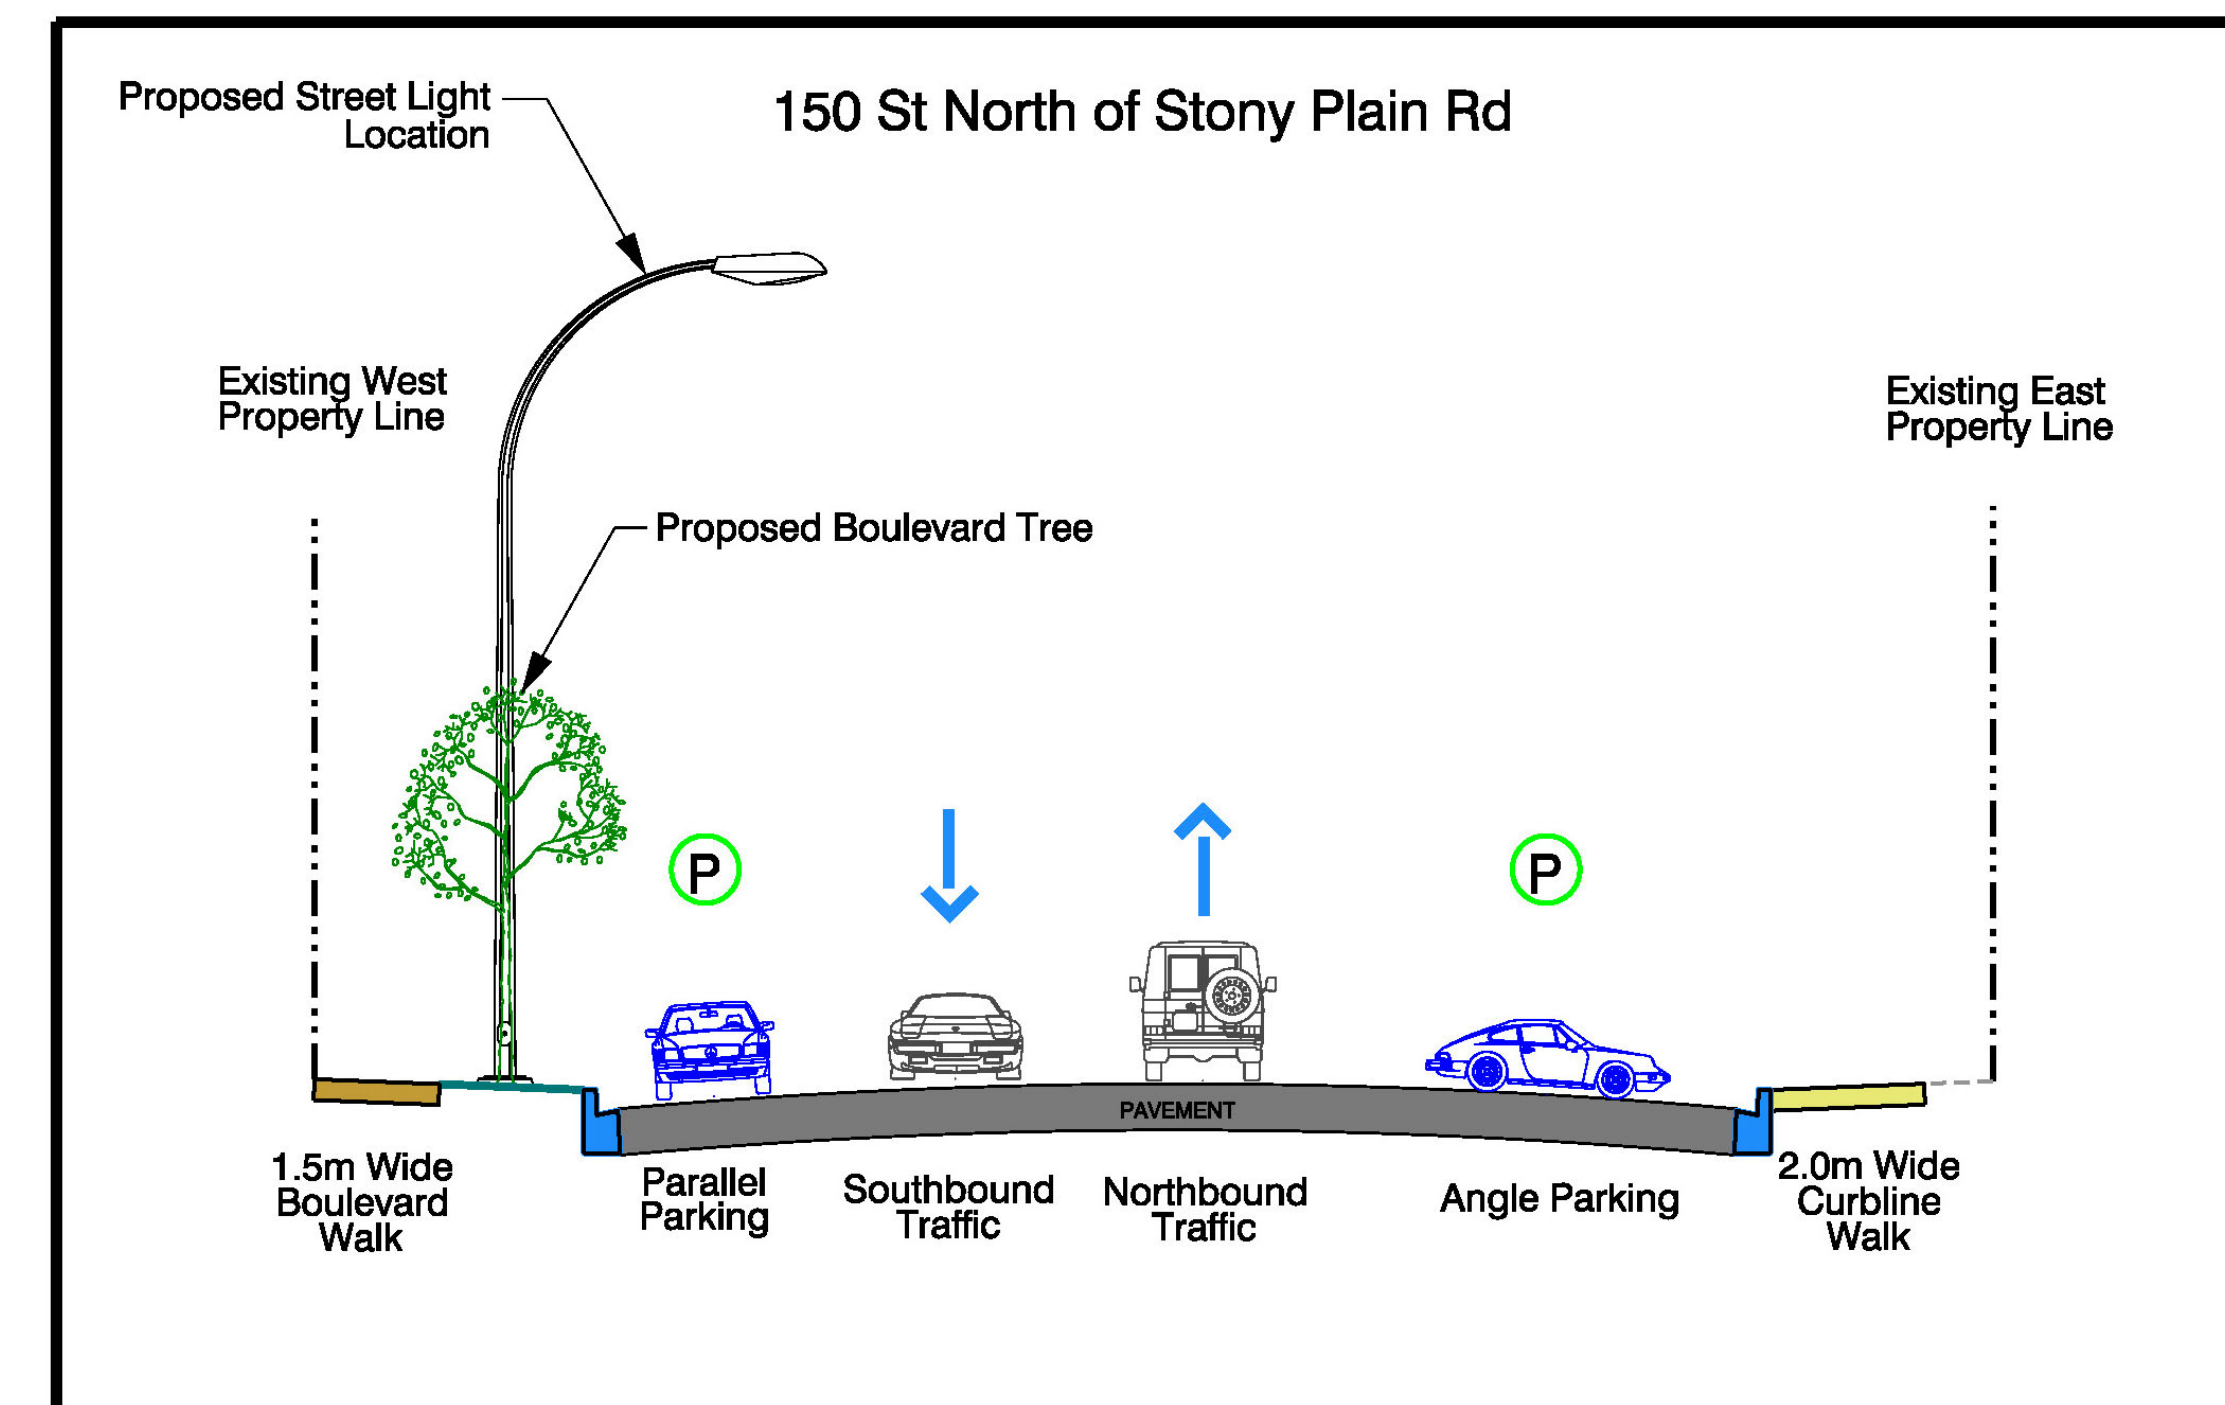 150 St North of Stony Plain Rd
Proposed Street Light
Location
Existing West
Property Line
Existing East
Property Line
Proposed Boulevard Tree
P
P
PAVEMENT
1.5m Wide
Boulevard
Walk
Parallel
Parking
Southbound
Traffic
Northbound
Traffic
Angle Parking
2.0m Wide
Curbline
Walk